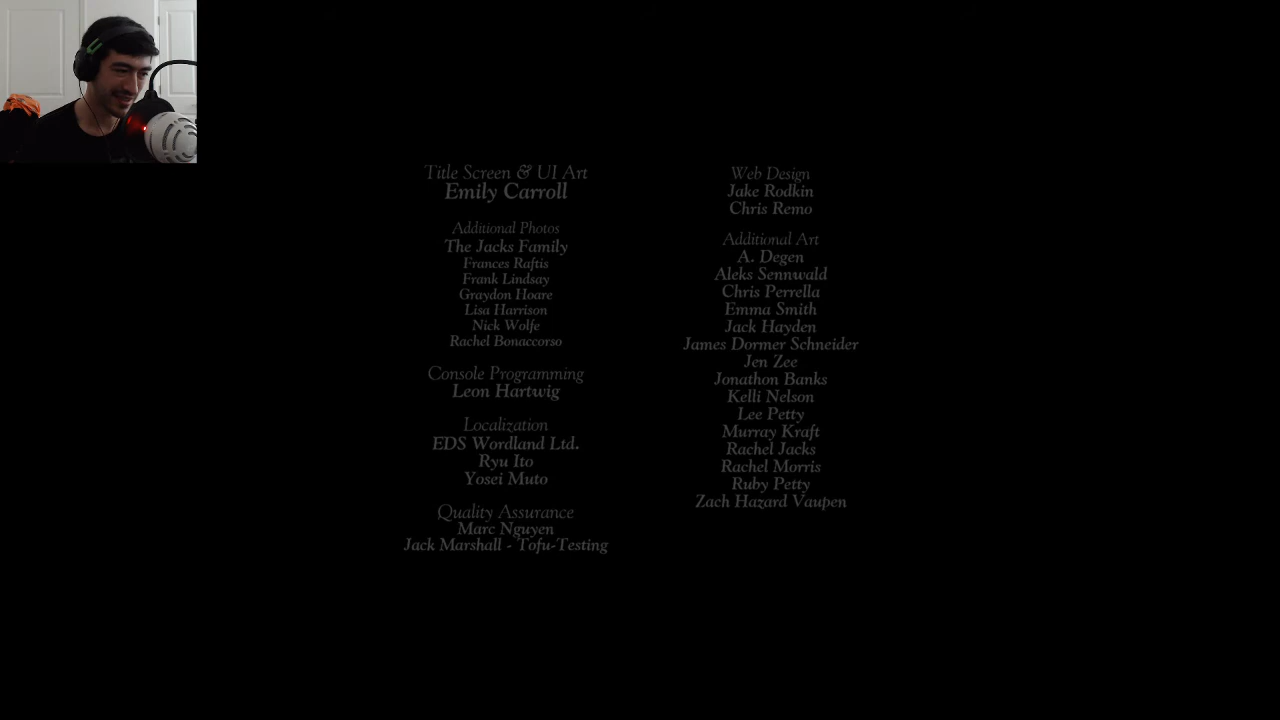 Title Screen & UI Art
Emily Carroll
Additional Photos
The Jacks Family
Frances Raftis
Frank Lindsay
Graydon Hoare
Lisa Harrison
Nick Wolfe
Rachel Bonaccorso
Console Programming
Leon Hartwig
Localization
EDS Wordland Ltd.
Ryu Ito
Yosei Muto
Quality Assurance
Marc Nguyen
Jack Marshall - Tofu-Testing
Web Design
Jake Rodkin
Chris Remo
Additional Art
A. Degen
Aleks Sennwald
Chris Perrella
Emma Smith
Jack Hayden
James Dormer Schneider
Jen Zee
Jonathon Banks
Kelli Nelson
Lee Petty
Murray Kraft
Rachel Jacks
Rachel Morris
Ruby Petty
Zach Hazard Vaupen